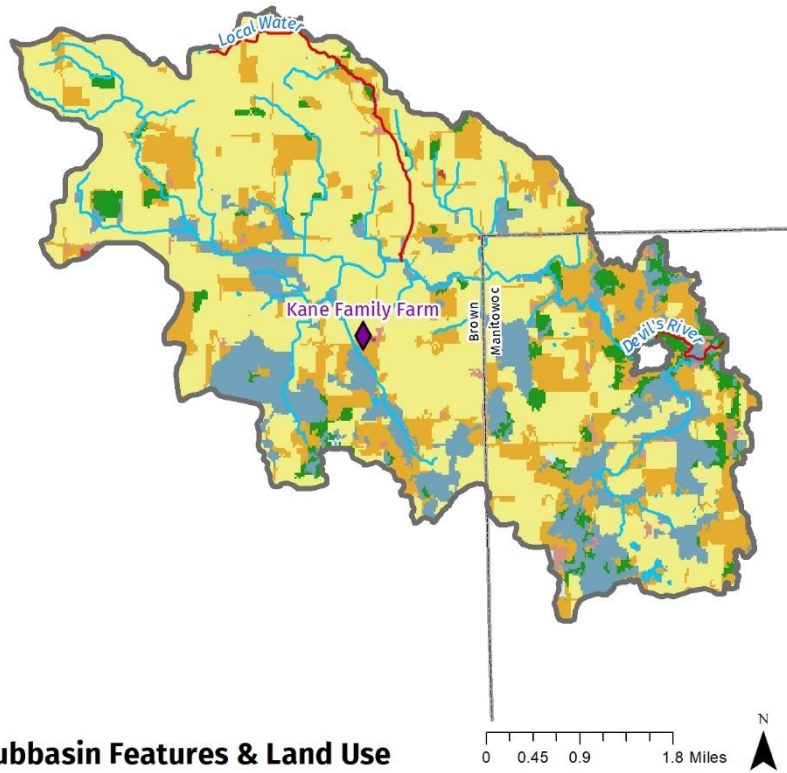 Local Water
Kane Family Farm
Brown
Manitowoc
Devil's River
ubbasin Features & Land Use
0 0.45 0.9 1.8 Miles
N